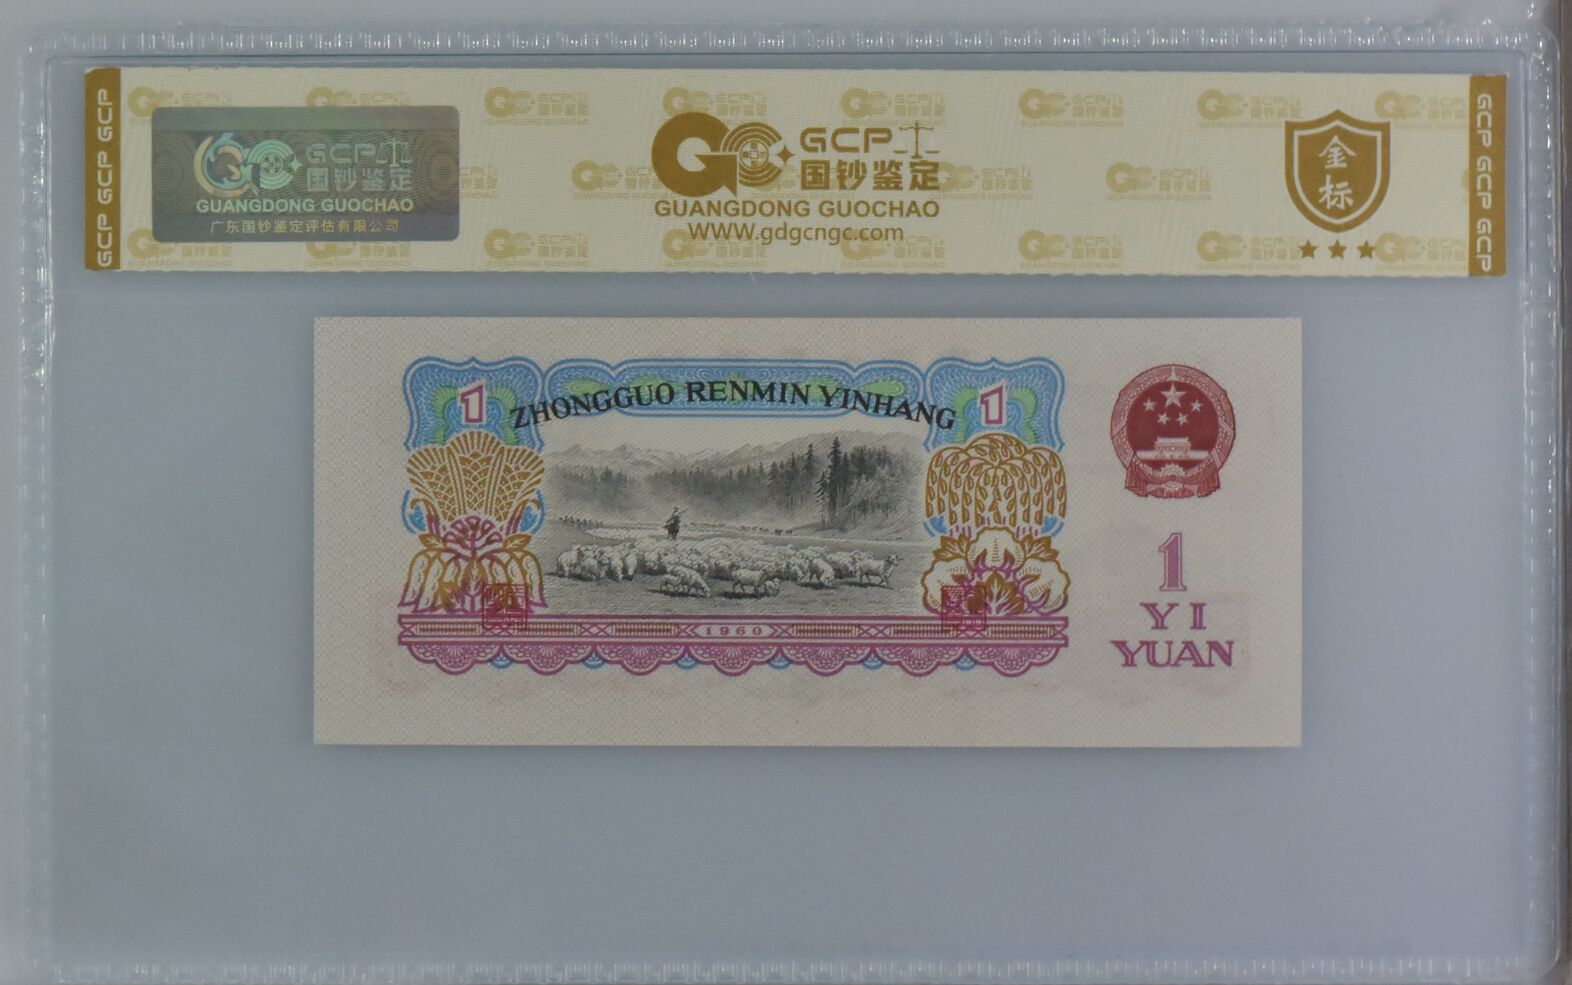 GCP GCP GCP
GCP
国钞鉴定
GUANGDONG GUOCHAO
广东国钞鉴定评估有限公司
GCP
国钞鉴定
GUANGDONG GUOCHAO
WWW.gdgcngc.com
金标
GCP GCP GCP
1
ZHONGGUO RENMIN YINHANG
1
1960
1
YI
YUAN